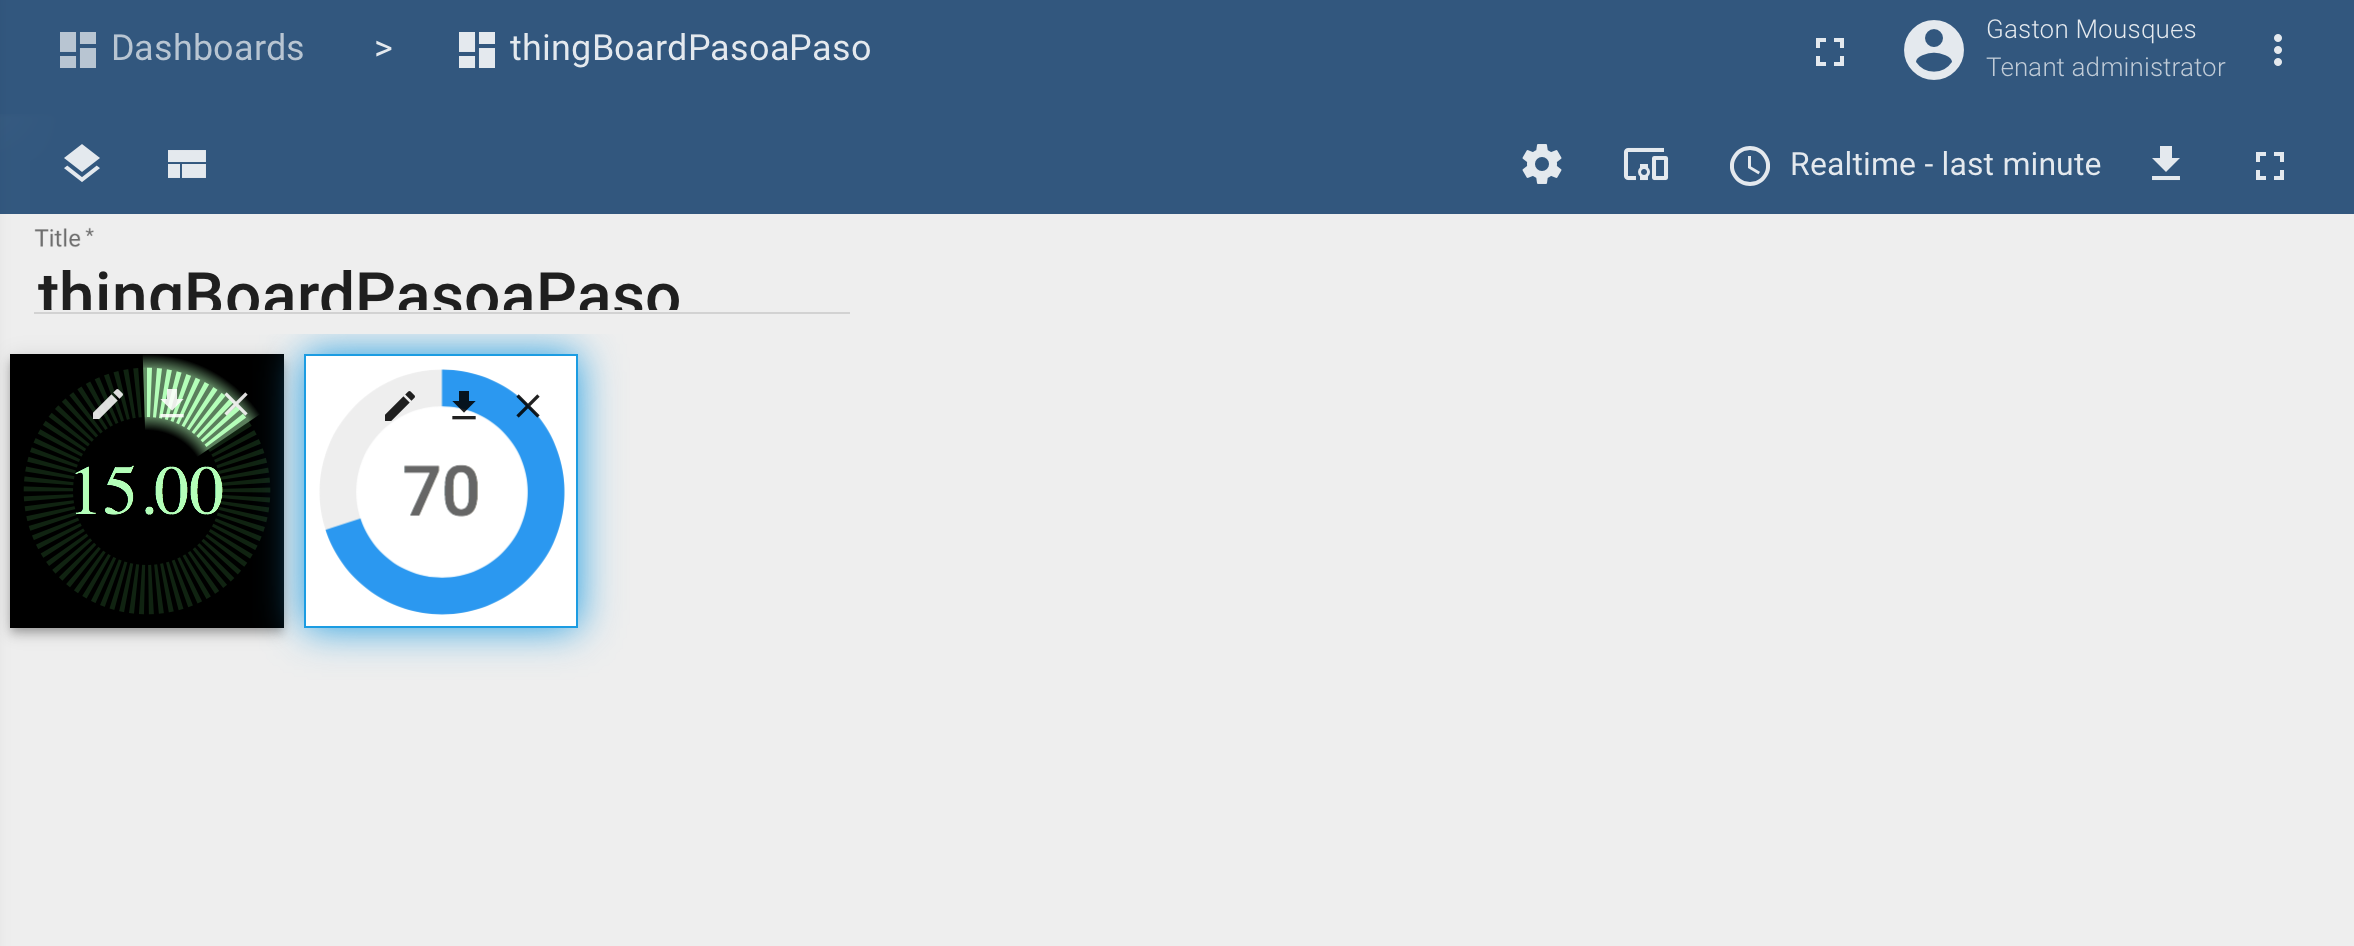 Dashboards > thingBoardPasoaPaso
Gaston Mousques
Tenant administrator
Realtime - last minute
Title *
thingBoardPasoaPaso
15.00
70